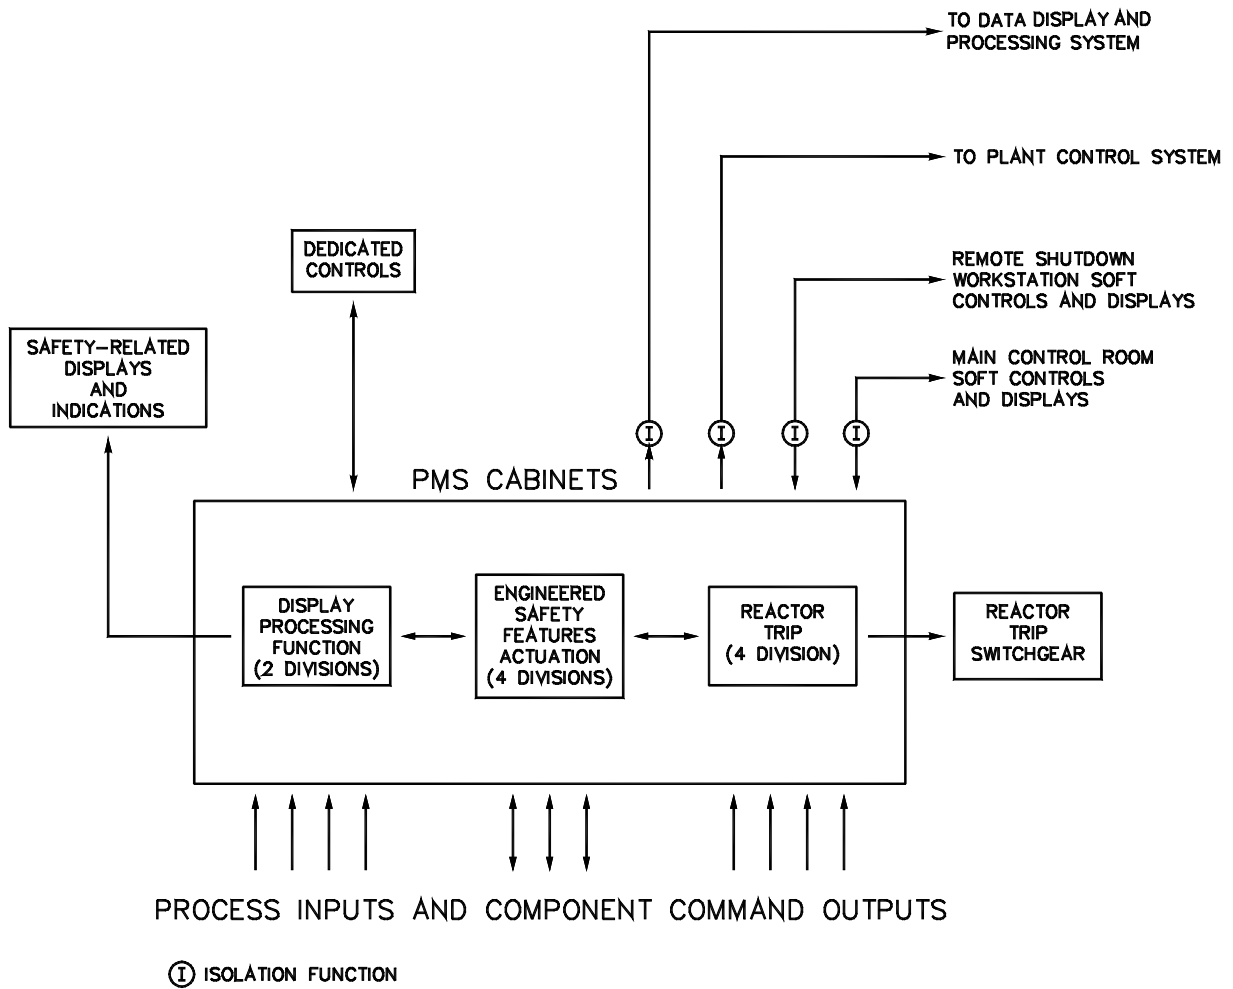 TO DATA DISPLAY AND
PROCESSING SYSTEM
TO PLANT CONTROL SYSTEM
DEDICATED
CONTROLS
REMOTE SHUTDOWN
WORKSTATION SOFT
CONTROLS AND DISPLAYS
SAFETY-RELATED
DISPLAYS
AND
INDICATIONS
MAIN CONTROL ROOM
SOFT CONTROLS
AND DISPLAYS
I
I
I
I
PMS CABINETS
DISPLAY
PROCESSING
FUNCTION
(2 DIVISIONS)
ENGINEERED
SAFETY
FEATURES
ACTUATION
(4 DIVISIONS)
REACTOR
TRIP
(4 DIVISION)
REACTOR
TRIP
SWITCHGEAR
PROCESS INPUTS AND COMPONENT COMMAND OUTPUTS
I ISOLATION FUNCTION